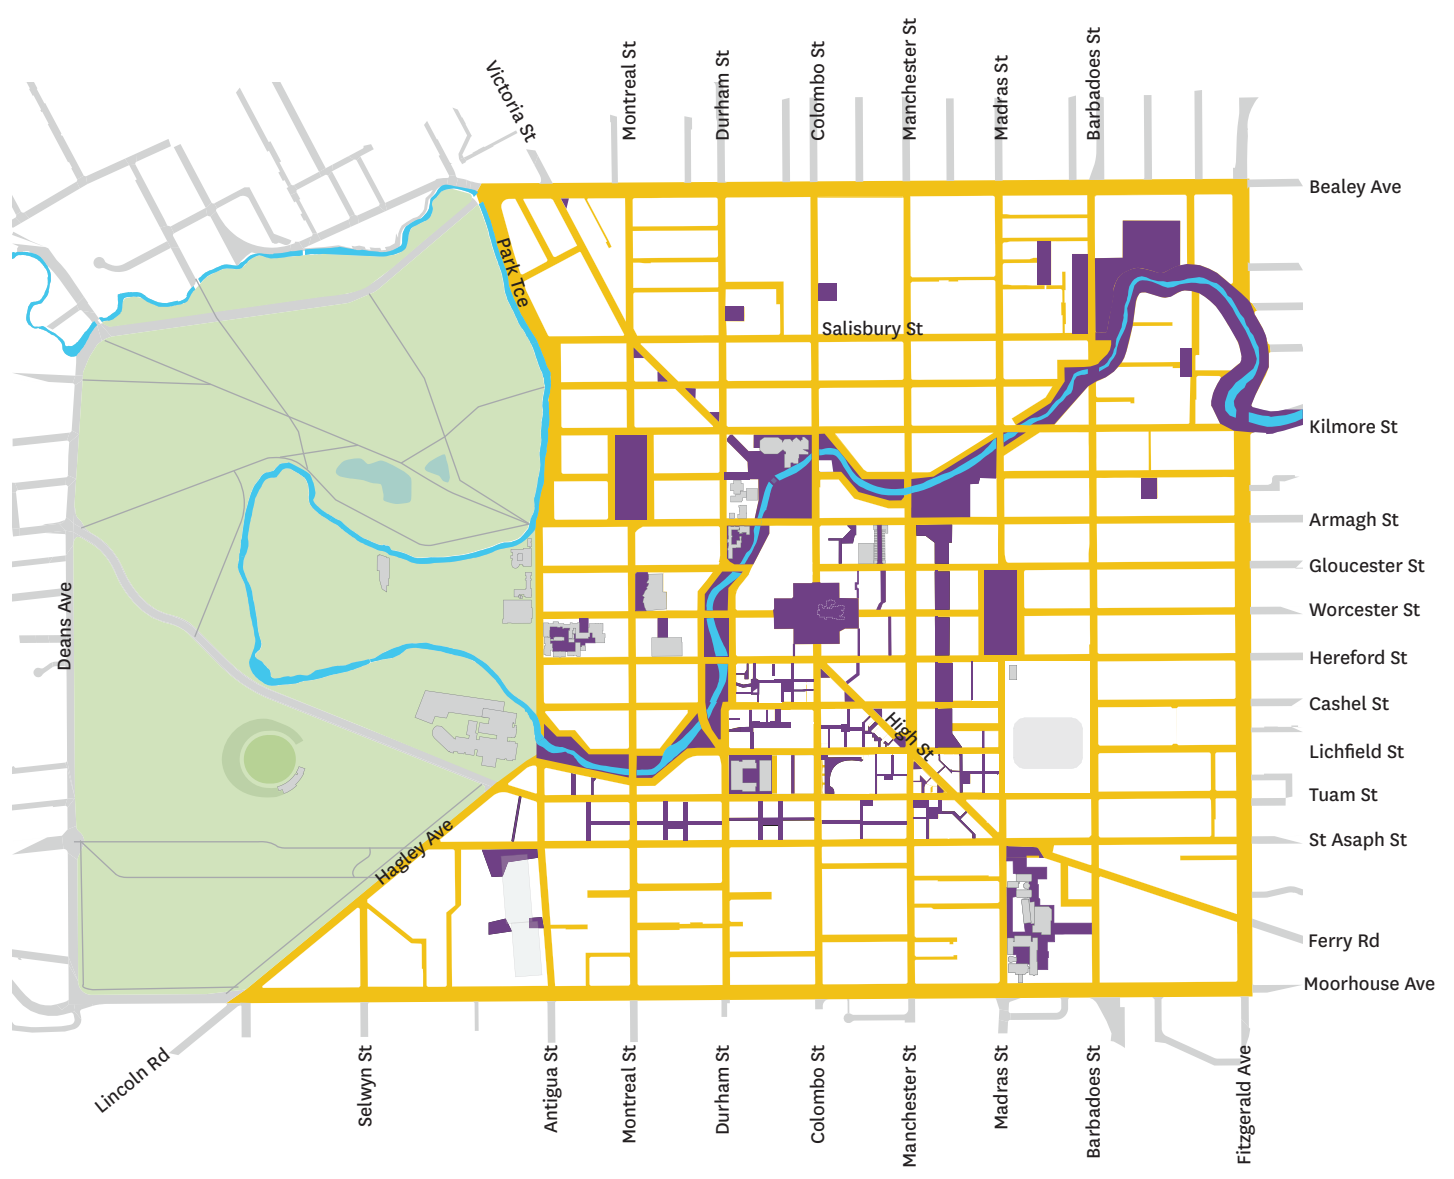 Victoria St
Montreal St
Durham St
Colombo St
Manchester St
Madras St
Barbadoes St
Bealey Ave
Park Tce
Salisbury St
Kilmore St
Armagh St
Gloucester St
Deans Ave
Worcester St
Hereford St
Cashel St
High St
Lichfield St
Tuam St
St Asaph St
Hagley Ave
Ferry Rd
Moorhouse Ave
Lincoln Rd
Selwyn St
Antigua St
Montreal St
Durham St
Colombo St
Manchester St
Madras St
Barbadoes St
Fitzgerald Ave